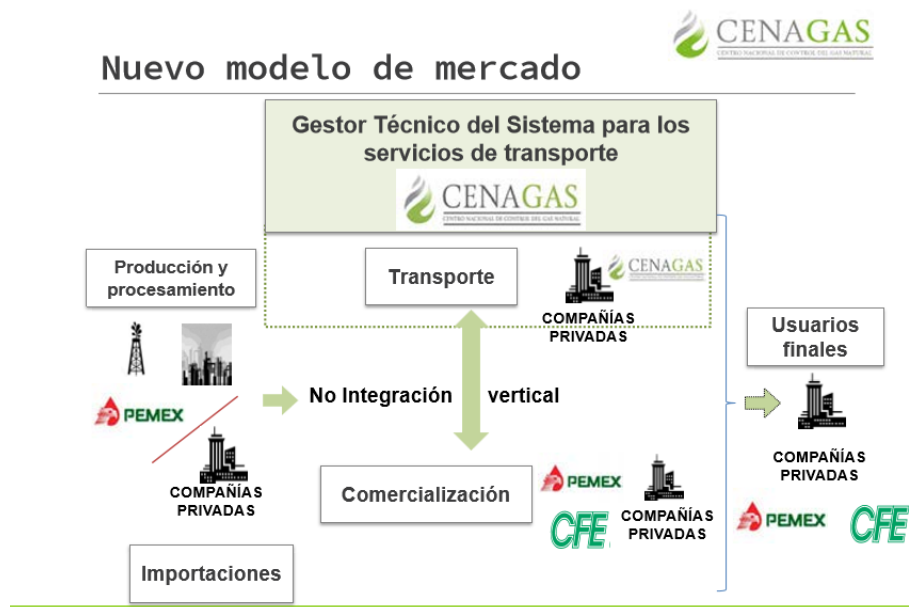 CENAGAS
CENTRO NACIONAL DE CONTROL DEL GAS NATURAL
Nuevo modelo de mercado
Gestor Técnico del Sistema para los
servicios de transporte
CENAGAS
CENTRO NACIONAL DE CONTROL DEL GAS NATURAL
Producción y
procesamiento
Transporte
CENAGAS
COMPAÑÍAS
PRIVADAS
Usuarios
finales
PEMEX
No Integración vertical
COMPAÑÍAS
PRIVADAS
COMPAÑÍAS
PRIVADAS
Comercialización
PEMEX
CFE
COMPAÑÍAS
PRIVADAS
PEMEX
CFE
Importaciones